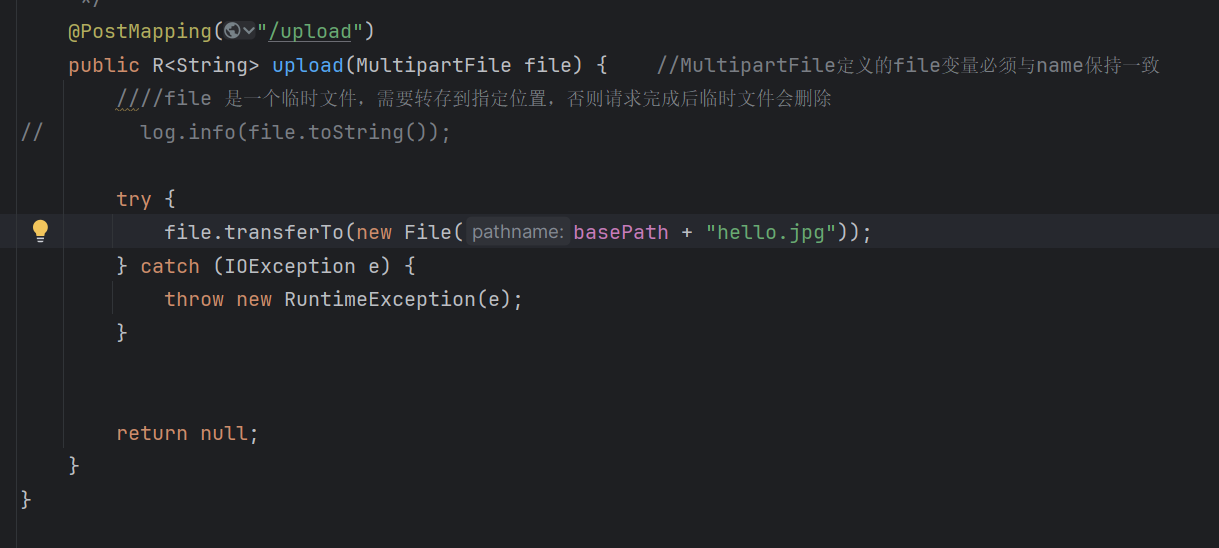 */
@PostMapping("/upload")
public R<String> upload(MultipartFile file) {    //MultipartFile定义的file变量必须与name保持一致
////file 是一个临时文件，需要转存到指定位置，否则请求完成后临时文件会删除
//        log.info(file.toString());
try {
file.transferTo(new File( pathname: basePath + "hello.jpg"));
} catch (IOException e) {
throw new RuntimeException(e);
}
return null;
}
}